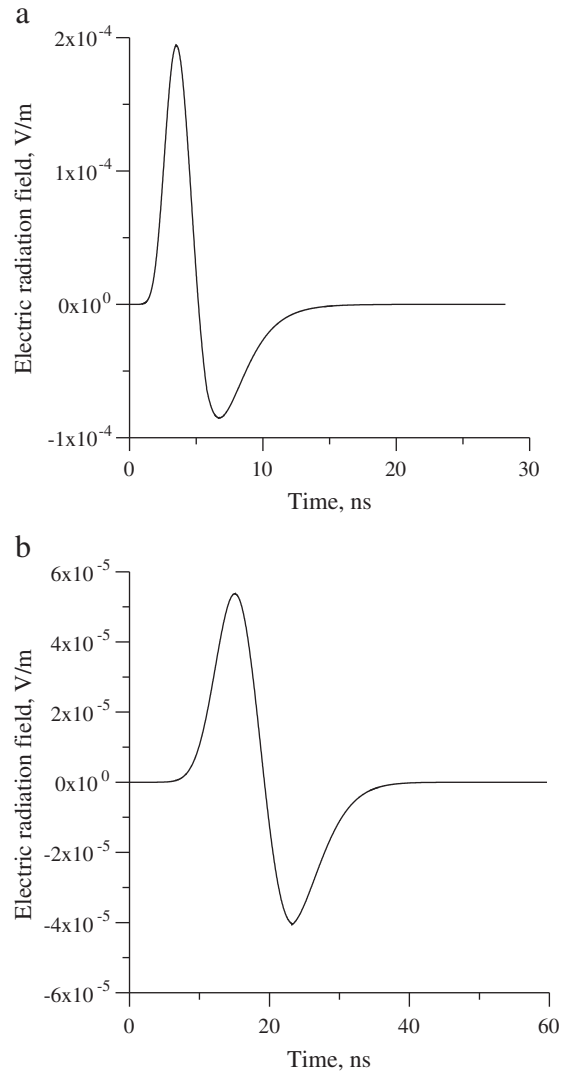 a
Electric radiation field, V/m
2x10⁻⁴
1x10⁻⁴
0x10⁰
-1x10⁻⁴
0 10 20 30
Time, ns
b
Electric radiation field, V/m
6x10⁻⁵
4x10⁻⁵
2x10⁻⁵
0x10⁰
-2x10⁻⁵
-4x10⁻⁵
-6x10⁻⁵
0 20 40 60
Time, ns